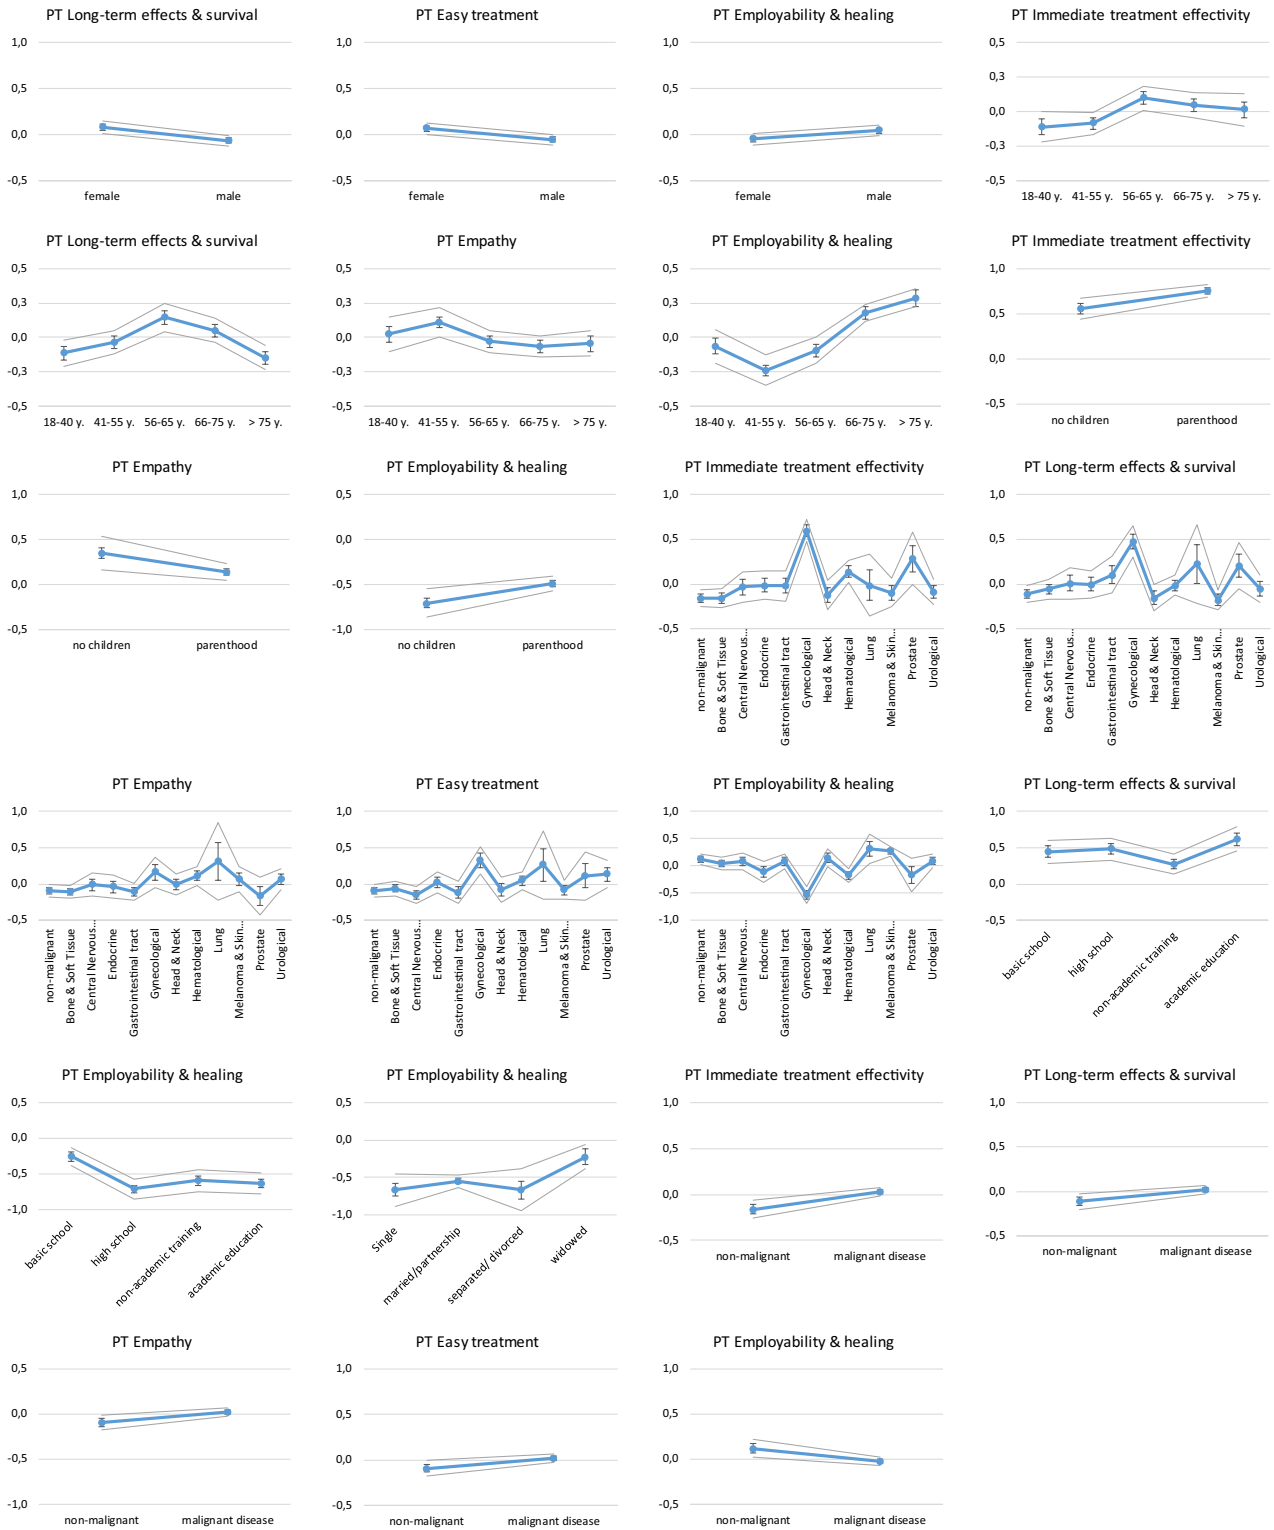 PT Long-term effects & survival
1,0
0,5
0,0
-0,5
female male
PT Easy treatment
1,0
0,5
0,0
-0,5
female male
PT Employability & healing
1,0
0,5
0,0
-0,5
female male
PT Immediate treatment effectivity
0,5
0,3
0,0
-0,3
-0,5
18-40 y. 41-55 y. 56-65 y. 66-75 y. > 75 y.
PT Long-term effects & survival
0,5
0,3
0,0
-0,3
-0,5
18-40 y. 41-55 y. 56-65 y. 66-75 y. > 75 y.
PT Empathy
0,5
0,3
0,0
-0,3
-0,5
18-40 y. 41-55 y. 56-65 y. 66-75 y. > 75 y.
PT Employability & healing
0,5
0,3
0,0
-0,3
-0,5
18-40 y. 41-55 y. 56-65 y. 66-75 y. > 75 y.
PT Immediate treatment effectivity
1,0
0,5
0,0
-0,5
no children parenthood
PT Empathy
1,0
0,5
0,0
-0,5
no children parenthood
PT Employability & healing
0,5
0,0
-0,5
-1,0
no children parenthood
PT Immediate treatment effectivity
1,0
0,5
0,0
-0,5
non-malignant
Bone & Soft Tissue
Central Nervous...
Endocrine
Gastrointestinal tract
Gynecological
Head & Neck
Hematological
Lung
Melanoma & Skin...
Prostate
Urological
PT Long-term effects & survival
1,0
0,5
0,0
-0,5
non-malignant
Bone & Soft Tissue
Central Nervous...
Endocrine
Gastrointestinal tract
Gynecological
Head & Neck
Hematological
Lung
Melanoma & Skin...
Prostate
Urological
PT Empathy
1,0
0,5
0,0
-0,5
non-malignant
Bone & Soft Tissue
Central Nervous...
Endocrine
Gastrointestinal tract
Gynecological
Head & Neck
Hematological
Lung
Melanoma & Skin...
Prostate
Urological
PT Easy treatment
1,0
0,5
0,0
-0,5
non-malignant
Bone & Soft Tissue
Central Nervous...
Endocrine
Gastrointestinal tract
Gynecological
Head & Neck
Hematological
Lung
Melanoma & Skin...
Prostate
Urological
PT Employability & healing
1,0
0,5
0,0
-0,5
-1,0
non-malignant
Bone & Soft Tissue
Central Nervous...
Endocrine
Gastrointestinal tract
Gynecological
Head & Neck
Hematological
Lung
Melanoma & Skin...
Prostate
Urological
PT Long-term effects & survival
1,0
0,5
0,0
-0,5
basic school
high school
non-academic training
academic education
PT Employability & healing
0,5
0,0
-0,5
-1,0
basic school
high school
non-academic training
academic education
PT Employability & healing
0,5
0,0
-0,5
-1,0
Single
married/partnership
separated/ divorced
widowed
PT Immediate treatment effectivity
1,0
0,5
0,0
-0,5
non-malignant malignant disease
PT Long-term effects & survival
1,0
0,5
0,0
-0,5
non-malignant malignant disease
PT Empathy
0,5
0,0
-0,5
-1,0
non-malignant malignant disease
PT Easy treatment
1,0
0,5
0,0
-0,5
non-malignant malignant disease
PT Employability & healing
1,0
0,5
0,0
-0,5
non-malignant malignant disease